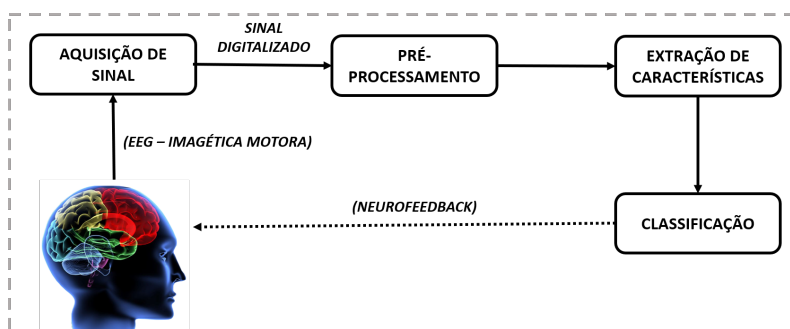 AQUISIÇÃO DE
SINAL
SINAL
DIGITALIZADO
PRÉ-
PROCESSAMENTO
EXTRAÇÃO DE
CARACTERÍSTICAS
(EEG – IMAGÉTICA MOTORA)
(NEUROFEEDBACK)
CLASSIFICAÇÃO